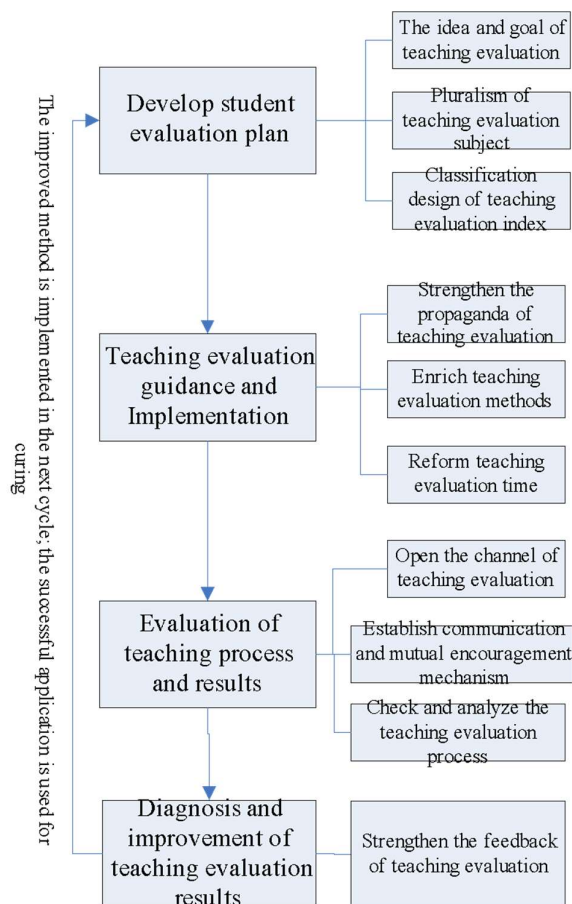 The idea and goal of
teaching evaluation
Develop student
evaluation plan
Pluralism of
teaching evaluation
subject
Classification
design of teaching
evaluation index
Strengthen the
propaganda of
teaching evaluation
Teaching evaluation
guidance and
Implementation
Enrich teaching
evaluation methods
Reform teaching
evaluation time
Open the channel of
teaching evaluation
Evaluation of
teaching process
and results
Establish communication
and mutual encouragement
mechanism
Check and analyze the
teaching evaluation
process
Diagnosis and
improvement of
teaching evaluation
results
Strengthen the feedback
of teaching evaluation
The improved method is implemented in the next cycle; the successful application is used for
curing